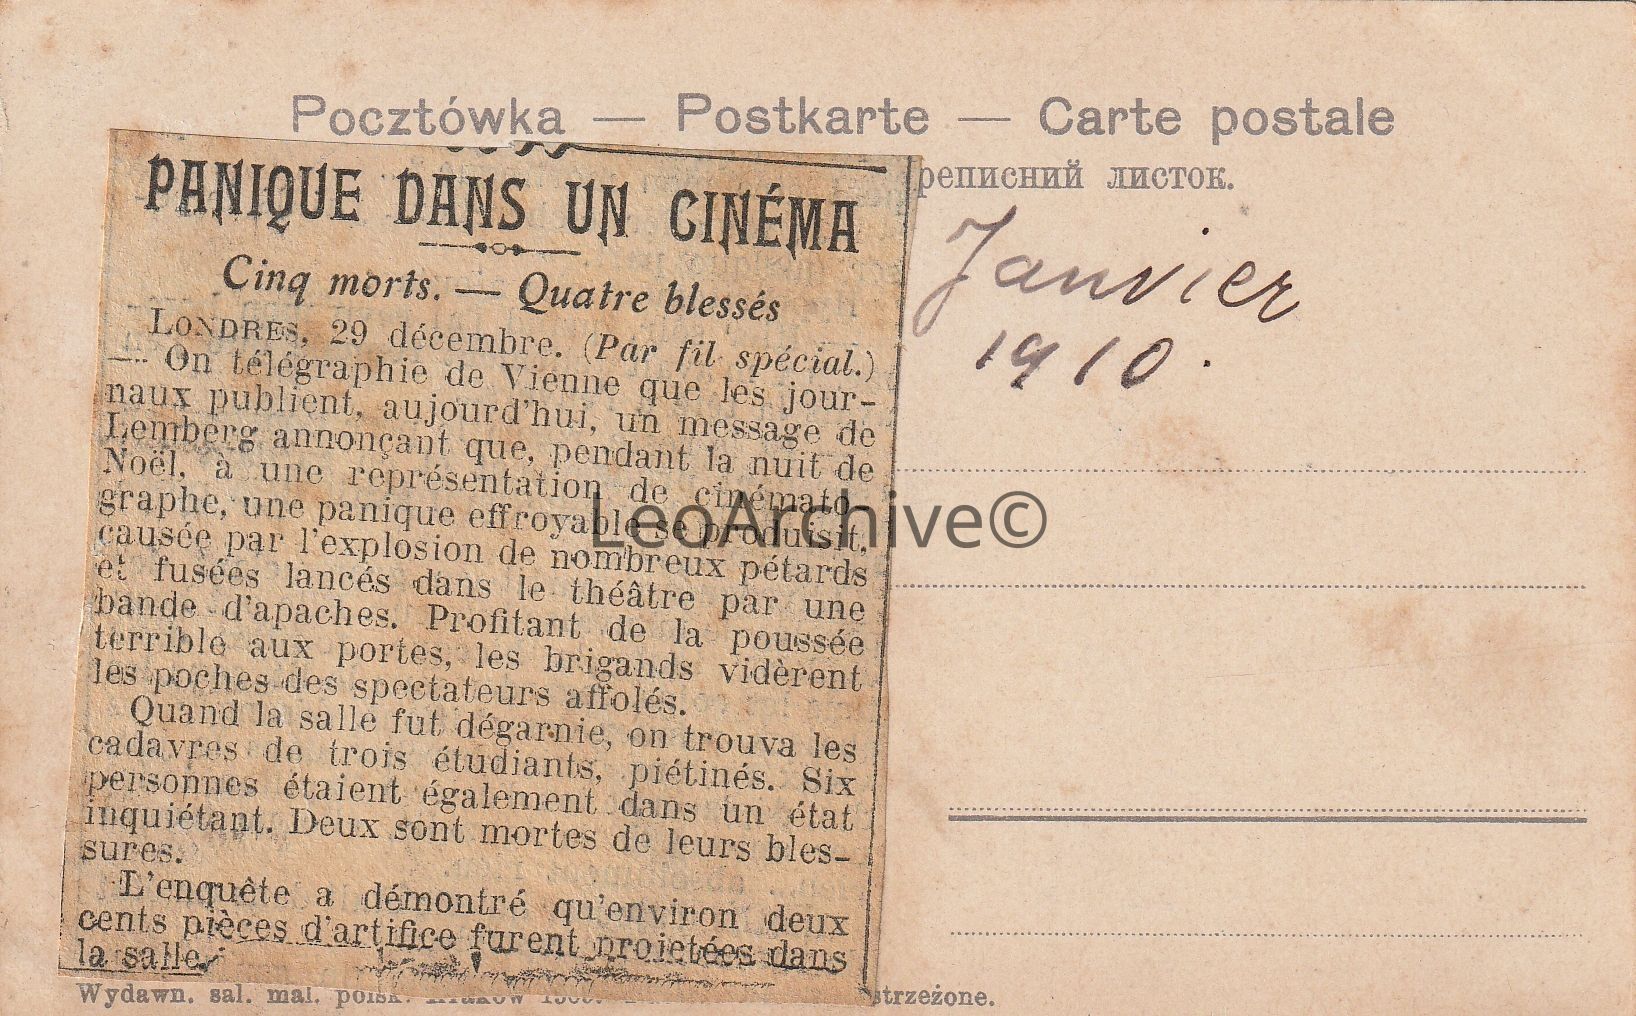 Pocztówka — Postkarte — Carte postale
реписний листок.
PANIQUE DANS UN CINÉMA
Cinq morts. — Quatre blessés
LONDRES, 29 décembre. (Par fil spécial.)
— On télégraphie de Vienne que les jour-
naux publient, aujourd'hui, un message de
Lemberg annonçant que, pendant la nuit de
Noël, à une représentation de cinémato-
graphe, une panique effroyable se produisit,
causée par l'explosion de nombreux pétards
et fusées lancés dans le théâtre par une
bande d'apaches. Profitant de la poussée
terrible aux portes, les brigands vidèrent
les poches des spectateurs affolés.
Quand la salle fut dégarnie, on trouva les
cadavres de trois étudiants, piétinés. Six
personnes étaient également dans un état
inquiétant. Deux sont mortes de leurs bles-
sures.
L'enquête a démontré qu'environ deux
cents pièces d'artifice furent projetées dans
la salle.
Janvier
1910.
LeoArchive©
Wydawn. sal. mal. polsk. Kraków strzeżone.